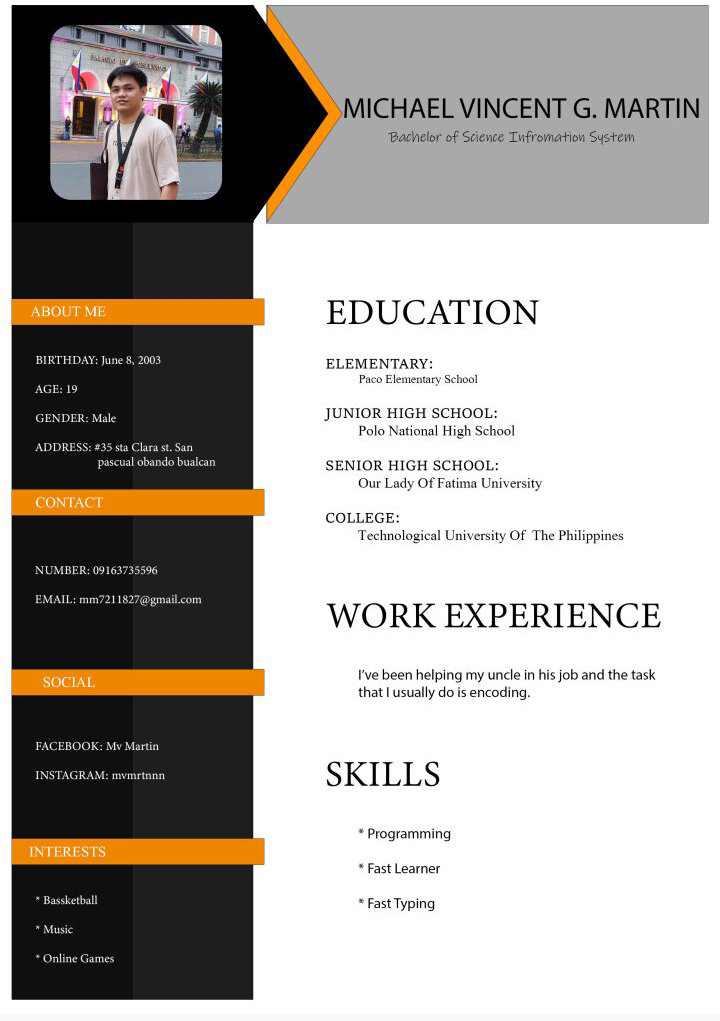 MICHAEL VINCENT G. MARTIN
Bachelor of Science Infromation System
ABOUT ME
BIRTHDAY: June 8, 2003
AGE: 19
GENDER: Male
ADDRESS: #35 sta Clara st. San
pascual obando bualcan
CONTACT
NUMBER: 09163735596
EMAIL: mm7211827@gmail.com
SOCIAL
FACEBOOK: Mv Martin
INSTAGRAM: mvmrtnnn
INTERESTS
* Bassketball
* Music
* Online Games
EDUCATION
ELEMENTARY:
Paco Elementary School
JUNIOR HIGH SCHOOL:
Polo National High School
SENIOR HIGH SCHOOL:
Our Lady Of Fatima University
COLLEGE:
Technological University Of The Philippines
WORK EXPERIENCE
I've been helping my uncle in his job and the task
that I usually do is encoding.
SKILLS
* Programming
* Fast Learner
* Fast Typing